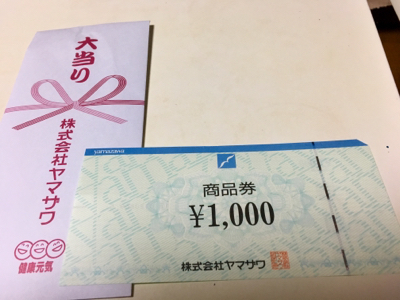 大当り
株式会社ヤマザワ
健康元気
yamazawa
商品券
¥1,000
株式会社ヤマザワ